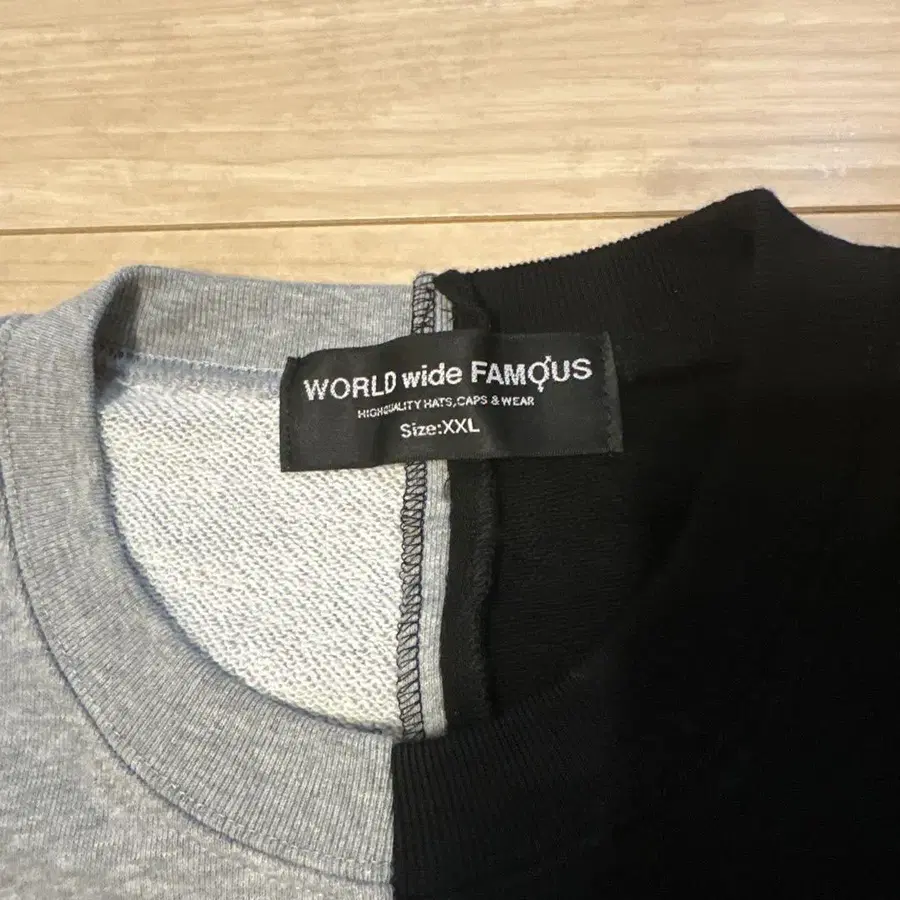 WORLD wide FAMOUS
HIGHQUALITY HATS, CAPS & WEAR
Size:XXL